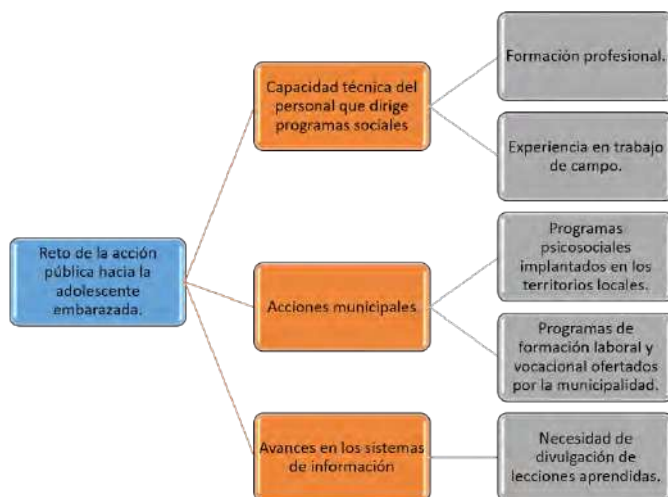 Reto de la acción
pública hacia la
adolescente
embarazada.
Capacidad técnica del
personal que dirige
programas sociales
Formación profesional.
Experiencia en trabajo
de campo.
Acciones municipales
Programas
psicosociales
implantados en los
territorios locales.
Programas de
formación laboral y
vocacional ofertados
por la municipalidad.
Avances en los sistemas
de información
Necesidad de
divulgación de
lecciones aprendidas.